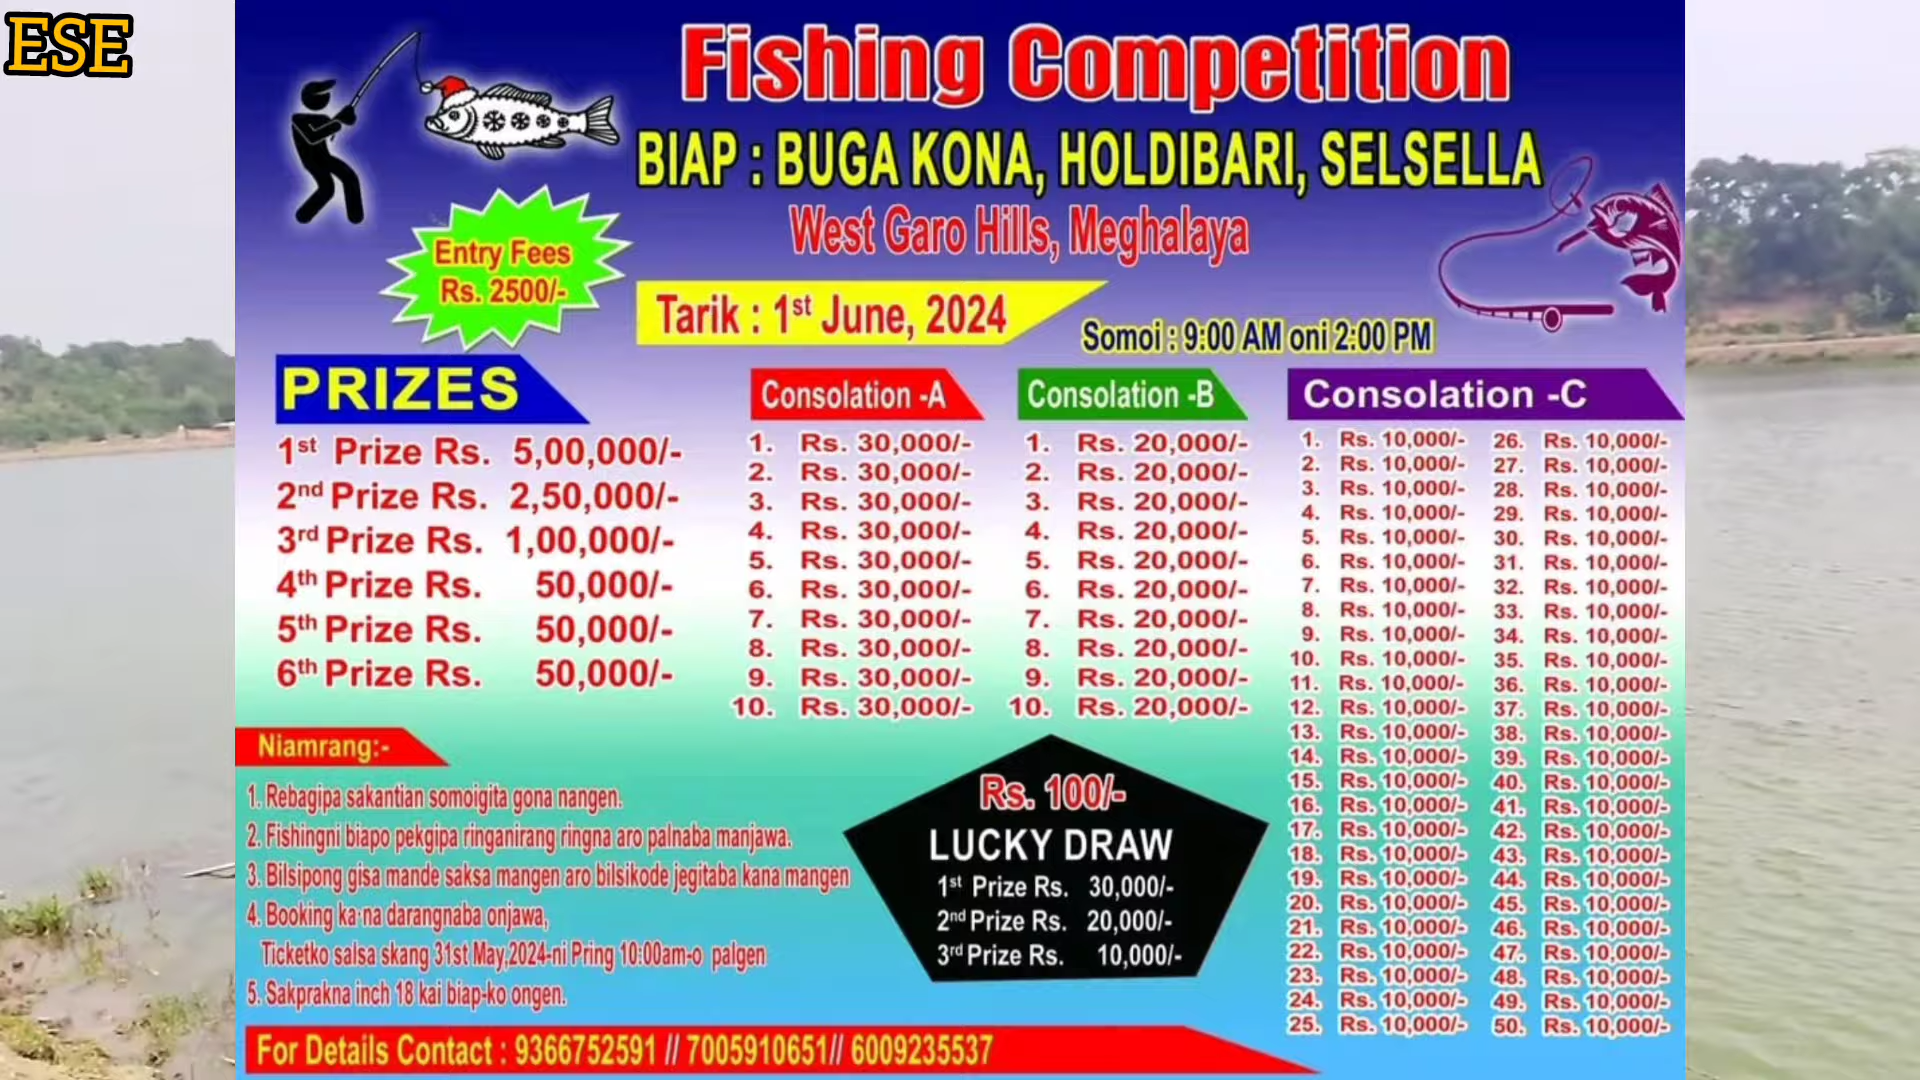 ESE
Fishing Competition
BIAP : BUGA KONA, HOLDIBARI, SELSELLA
West Garo Hills, Meghalaya
Entry Fees
Rs. 2500/-
Tarik : 1st June, 2024
Somoi : 9:00 AM oni 2:00 PM
PRIZES
1st Prize Rs. 5,00,000/-
2nd Prize Rs. 2,50,000/-
3rd Prize Rs. 1,00,000/-
4th Prize Rs. 50,000/-
5th Prize Rs. 50,000/-
6th Prize Rs. 50,000/-
Consolation -A
1. Rs. 30,000/-
2. Rs. 30,000/-
3. Rs. 30,000/-
4. Rs. 30,000/-
5. Rs. 30,000/-
6. Rs. 30,000/-
7. Rs. 30,000/-
8. Rs. 30,000/-
9. Rs. 30,000/-
10. Rs. 30,000/-
Consolation -B
1. Rs. 20,000/-
2. Rs. 20,000/-
3. Rs. 20,000/-
4. Rs. 20,000/-
5. Rs. 20,000/-
6. Rs. 20,000/-
7. Rs. 20,000/-
8. Rs. 20,000/-
9. Rs. 20,000/-
10. Rs. 20,000/-
Consolation -C
1. Rs. 10,000/- 26. Rs. 10,000/-
2. Rs. 10,000/- 27. Rs. 10,000/-
3. Rs. 10,000/- 28. Rs. 10,000/-
4. Rs. 10,000/- 29. Rs. 10,000/-
5. Rs. 10,000/- 30. Rs. 10,000/-
6. Rs. 10,000/- 31. Rs. 10,000/-
7. Rs. 10,000/- 32. Rs. 10,000/-
8. Rs. 10,000/- 33. Rs. 10,000/-
9. Rs. 10,000/- 34. Rs. 10,000/-
10. Rs. 10,000/- 35. Rs. 10,000/-
11. Rs. 10,000/- 36. Rs. 10,000/-
12. Rs. 10,000/- 37. Rs. 10,000/-
13. Rs. 10,000/- 38. Rs. 10,000/-
14. Rs. 10,000/- 39. Rs. 10,000/-
15. Rs. 10,000/- 40. Rs. 10,000/-
16. Rs. 10,000/- 41. Rs. 10,000/-
17. Rs. 10,000/- 42. Rs. 10,000/-
18. Rs. 10,000/- 43. Rs. 10,000/-
19. Rs. 10,000/- 44. Rs. 10,000/-
20. Rs. 10,000/- 45. Rs. 10,000/-
21. Rs. 10,000/- 46. Rs. 10,000/-
22. Rs. 10,000/- 47. Rs. 10,000/-
23. Rs. 10,000/- 48. Rs. 10,000/-
24. Rs. 10,000/- 49. Rs. 10,000/-
25. Rs. 10,000/- 50. Rs. 10,000/-
Niamrang:-
1. Rebagipa sakantian somoigita gona nangen.
2. Fishingni biapo pekgipa ringanirang ringna aro palnaba manjawa.
3. Bilsipong gisa mande saksa mangen aro bilsikode jegitaba kana mangen
4. Booking ka·na darangnaba onjawa,
Ticketko salsa skang 31st May,2024-ni Pring 10:00am-o palgen
5. Sakprakna inch 18 kai biap-ko ongen.
Rs. 100/-
LUCKY DRAW
1st Prize Rs. 30,000/-
2nd Prize Rs. 20,000/-
3rd Prize Rs. 10,000/-
For Details Contact : 9366752591 // 7005910651// 6009235537